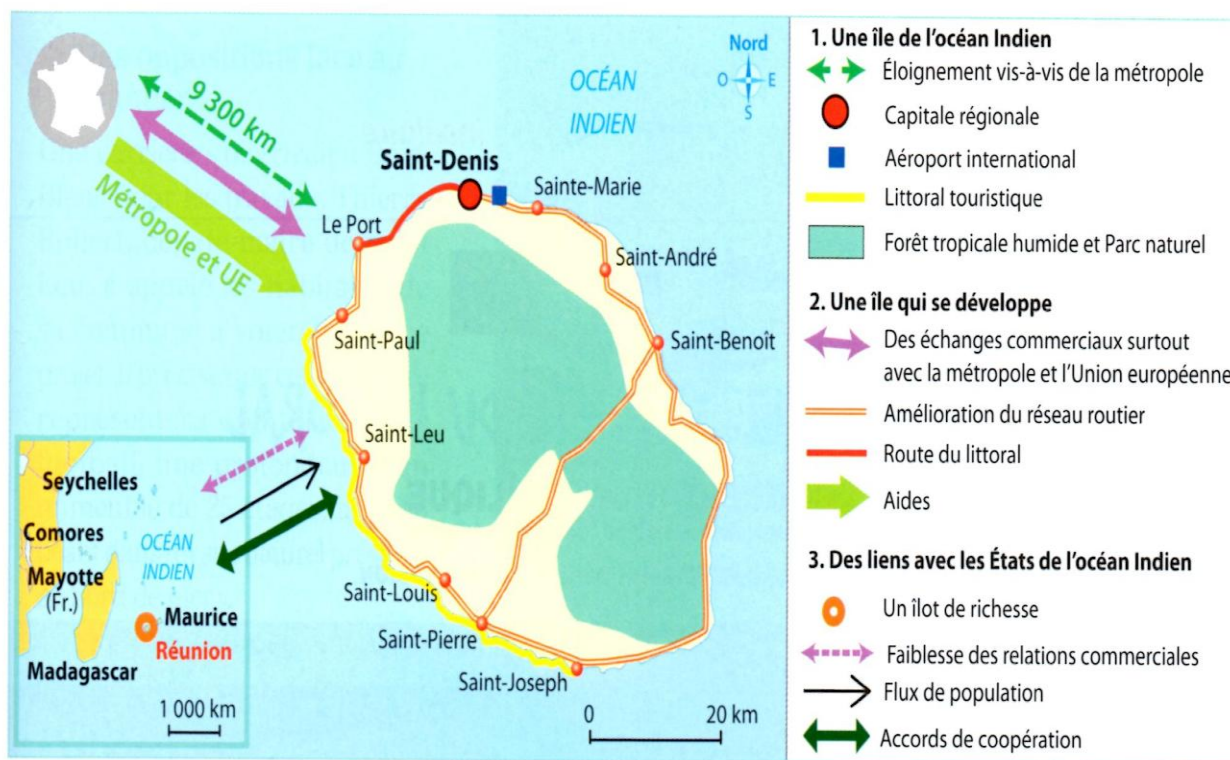 9 300 km
Métropole et UE
OCÉAN
INDIEN
Nord
O
E
S
Saint-Denis
Sainte-Marie
Le Port
Saint-André
Saint-Paul
Saint-Benoît
Saint-Leu
Saint-Louis
Saint-Pierre
Saint-Joseph
0 20 km
Seychelles
Comores
OCÉAN
INDIEN
Mayotte
(Fr.)
Maurice
Réunion
Madagascar
1 000 km
1. Une île de l'océan Indien
Éloignement vis-à-vis de la métropole
Capitale régionale
Aéroport international
Littoral touristique
Forêt tropicale humide et Parc naturel
2. Une île qui se développe
Des échanges commerciaux surtout
avec la métropole et l'Union européenne
Amélioration du réseau routier
Route du littoral
Aides
3. Des liens avec les États de l'océan Indien
Un îlot de richesse
Faiblesse des relations commerciales
Flux de population
Accords de coopération